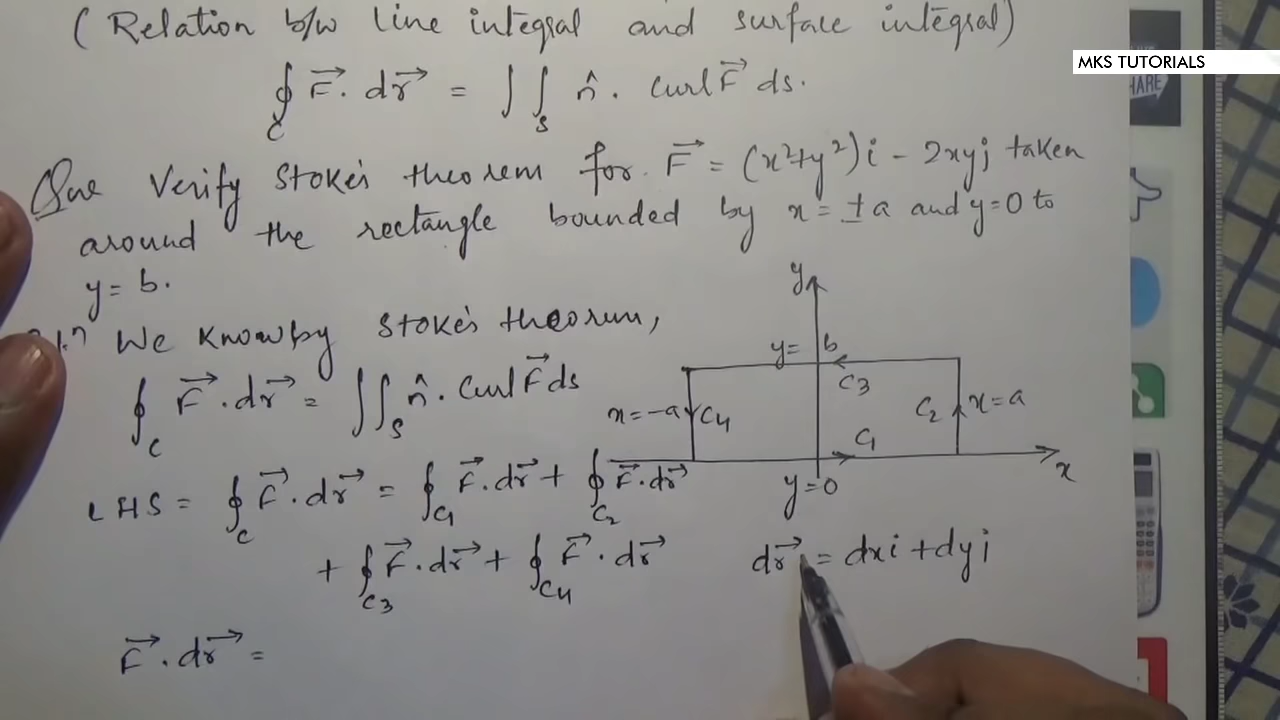 (Relation b/w line integral and surface integral)
MKS TUTORIALS
HARE
∮_C F⃗ . dr⃗ = ∫∫_S n̂ . Curl F⃗ ds.
Que Verify Stoke's theorem for F⃗ = (x²+y²)i - 2xyj taken
around the rectangle bounded by x = ±a and y=0 to
y = b.
We know by Stoke's theorem,
∮_C F⃗ . dr⃗ = ∫∫_S n̂ . Curl F⃗ ds
LHS = ∮_C F⃗ . dr⃗ = ∮_C1 F⃗ . dr⃗ + ∮_C2 F⃗ . dr⃗
+ ∮_C3 F⃗ . dr⃗ + ∮_C4 F⃗ . dr⃗
F⃗ . dr⃗ =
y
y= b
C3
x=-a C4
C2 x=a
C1
x
y=0
dr⃗ = dxi + dyj